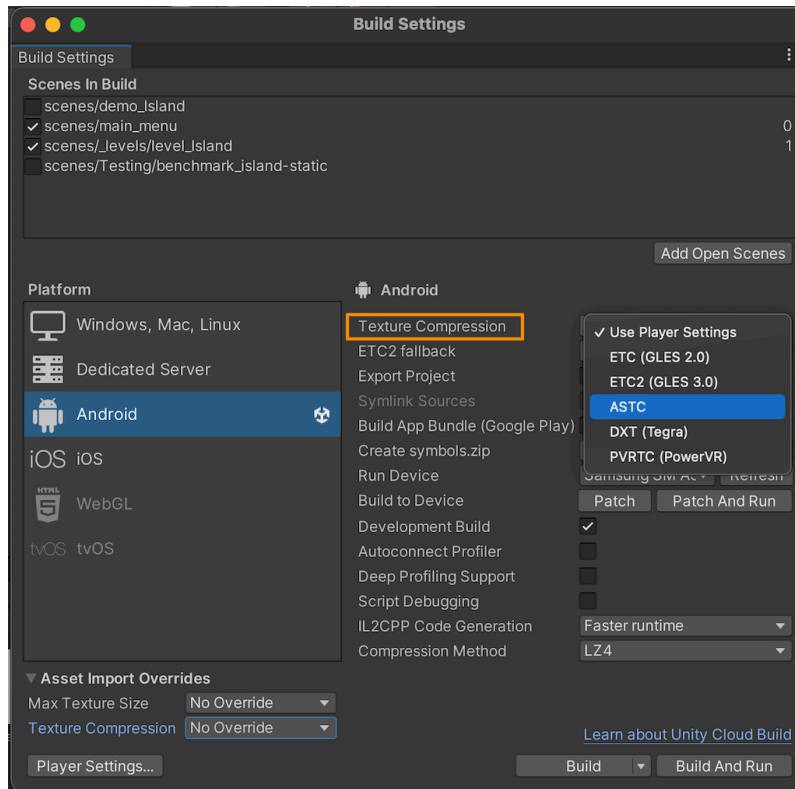 Build Settings
Build Settings
Scenes In Build
scenes/demo_Island
scenes/main_menu 0
scenes/_levels/level_Island 1
scenes/Testing/benchmark_island-static
Add Open Scenes
Platform
Windows, Mac, Linux
Dedicated Server
Android
iOS iOS
HTML 5 WebGL
tvOS tvOS
Android
Texture Compression
ETC2 fallback
Export Project
Symlink Sources
Build App Bundle (Google Play)
Create symbols.zip
Run Device
Refresh
Build to Device Patch Patch And Run
Development Build
Autoconnect Profiler
Deep Profiling Support
Script Debugging
IL2CPP Code Generation Faster runtime
Compression Method LZ4
Use Player Settings
ETC (GLES 2.0)
ETC2 (GLES 3.0)
ASTC
DXT (Tegra)
PVRTC (PowerVR)
Asset Import Overrides
Max Texture Size No Override
Texture Compression No Override
Learn about Unity Cloud Build
Player Settings...
Build Build And Run